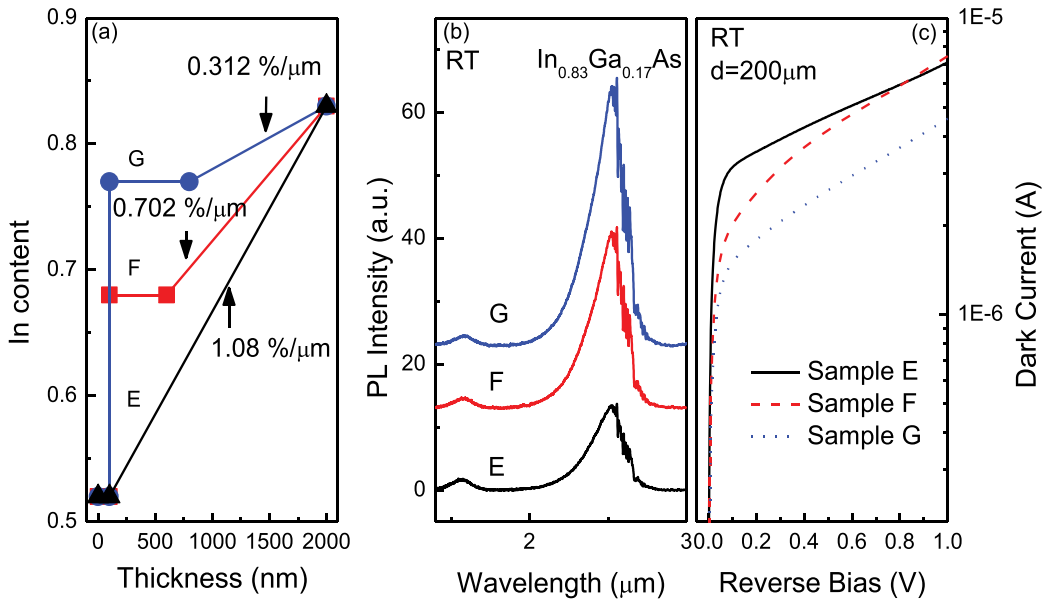 (a)
0.9
0.8
0.7
0.6
0.5
In content
0.312 %/μm
G
0.702 %/μm
F
1.08 %/μm
E
0 500 1000 1500 2000
Thickness (nm)
(b)
RT
In0.83Ga0.17As
60
40
20
0
PL Intensity (a.u.)
G
F
E
2 3
Wavelength (μm)
(c)
RT
d=200μm
1E-5
1E-6
Dark Current (A)
Sample E
Sample F
Sample G
0.0 0.2 0.4 0.6 0.8 1.0
Reverse Bias (V)